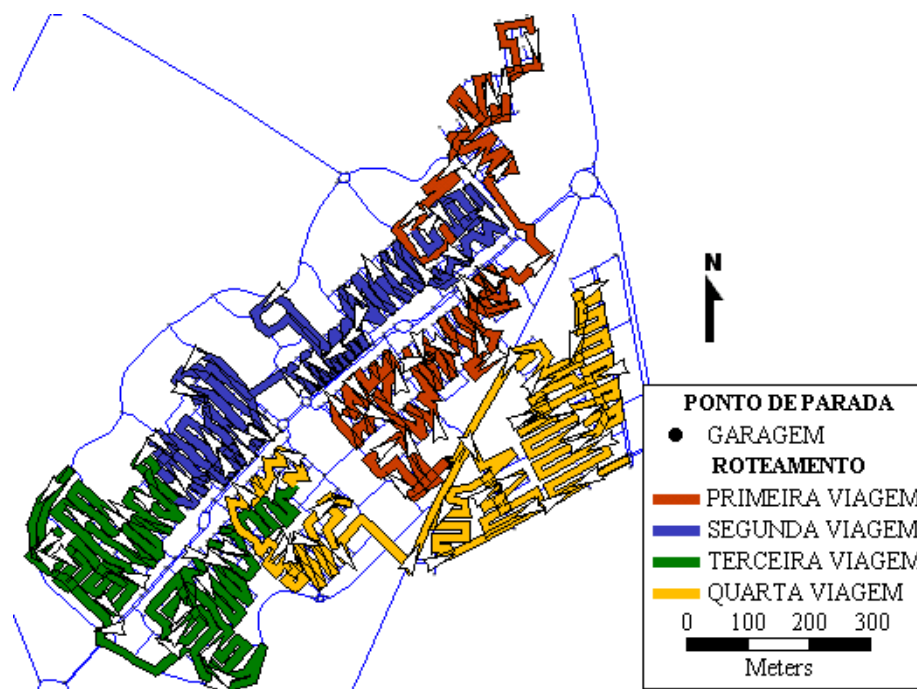 N
PONTO DE PARADA
GARAGEM
ROTEAMENTO
PRIMEIRA VIAGEM
SEGUNDA VIAGEM
TERCEIRA VIAGEM
QUARTA VIAGEM
0 100 200 300
Meters